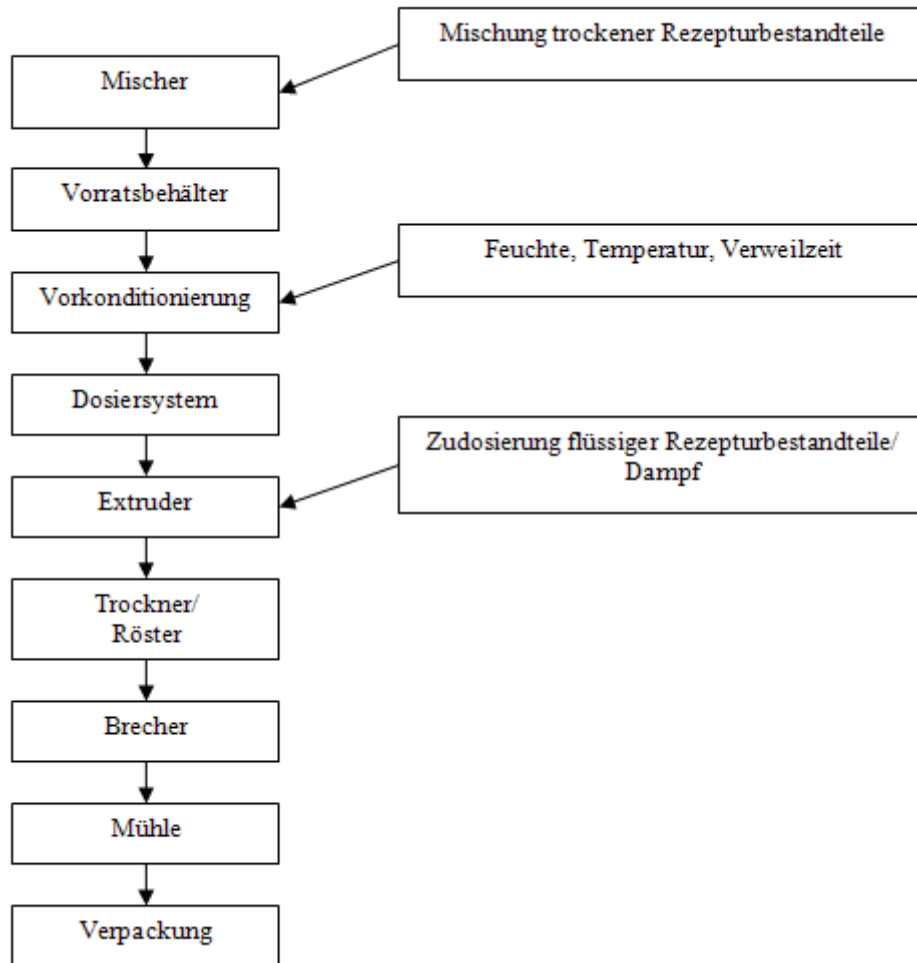 Mischung trockener Rezepturbestandteile
Mischer
Vorratsbehälter
Feuchte, Temperatur, Verweilzeit
Vorkonditionierung
Dosiersystem
Zudosierung flüssiger Rezepturbestandteile/
Dampf
Extruder
Trockner/
Röster
Brecher
Mühle
Verpackung